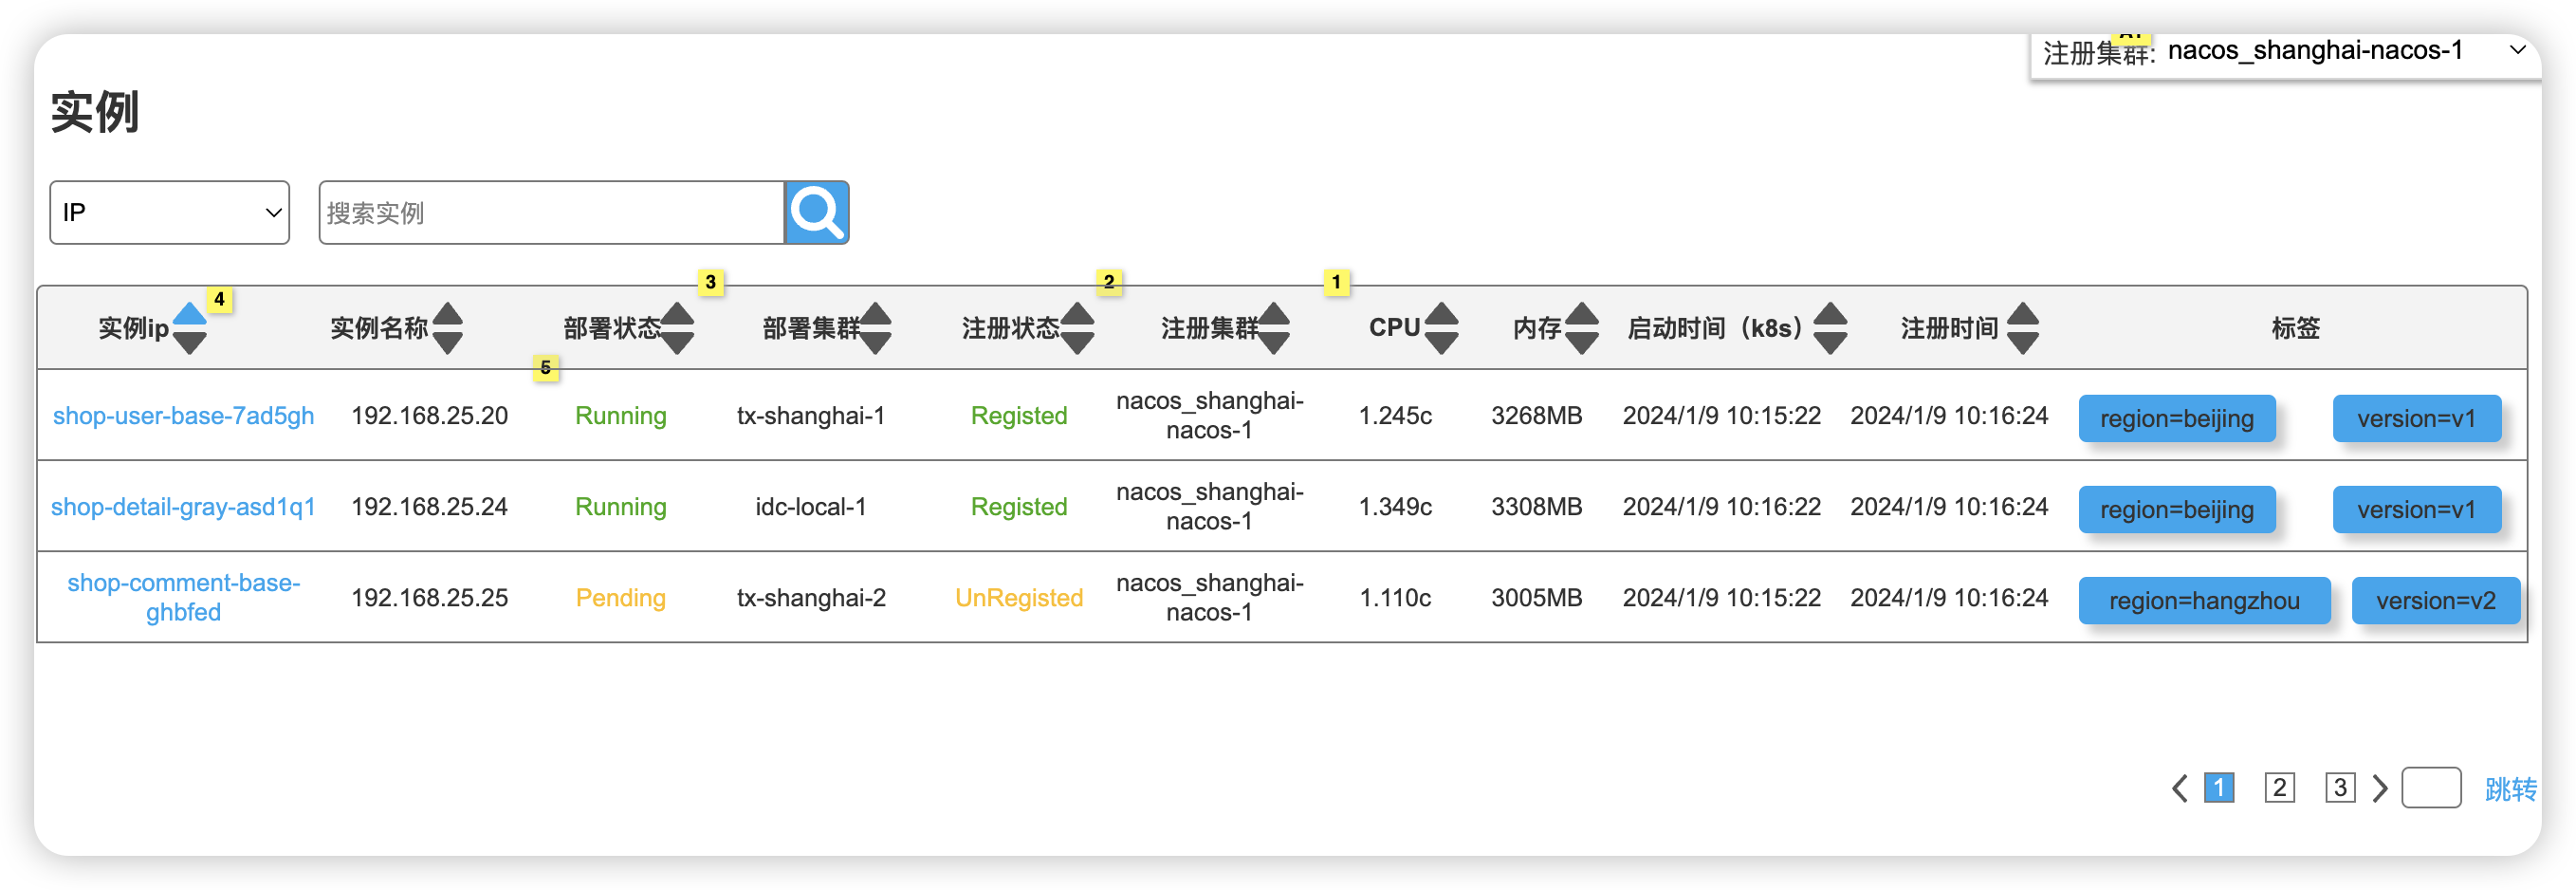 注册集群: nacos_shanghai-nacos-1
实例
IP 搜索实例
3 2 1
4
实例ip 实例名称 部署状态 部署集群 注册状态 注册集群 CPU 内存 启动时间（k8s） 注册时间 标签
5
shop-user-base-7ad5gh 192.168.25.20 Running tx-shanghai-1 Registed nacos_shanghai-nacos-1 1.245c 3268MB 2024/1/9 10:15:22 2024/1/9 10:16:24 region=beijing version=v1
shop-detail-gray-asd1q1 192.168.25.24 Running idc-local-1 Registed nacos_shanghai-nacos-1 1.349c 3308MB 2024/1/9 10:16:22 2024/1/9 10:16:24 region=beijing version=v1
shop-comment-base-ghbfed 192.168.25.25 Pending tx-shanghai-2 UnRegisted nacos_shanghai-nacos-1 1.110c 3005MB 2024/1/9 10:15:22 2024/1/9 10:16:24 region=hangzhou version=v2
1 2 3 跳转